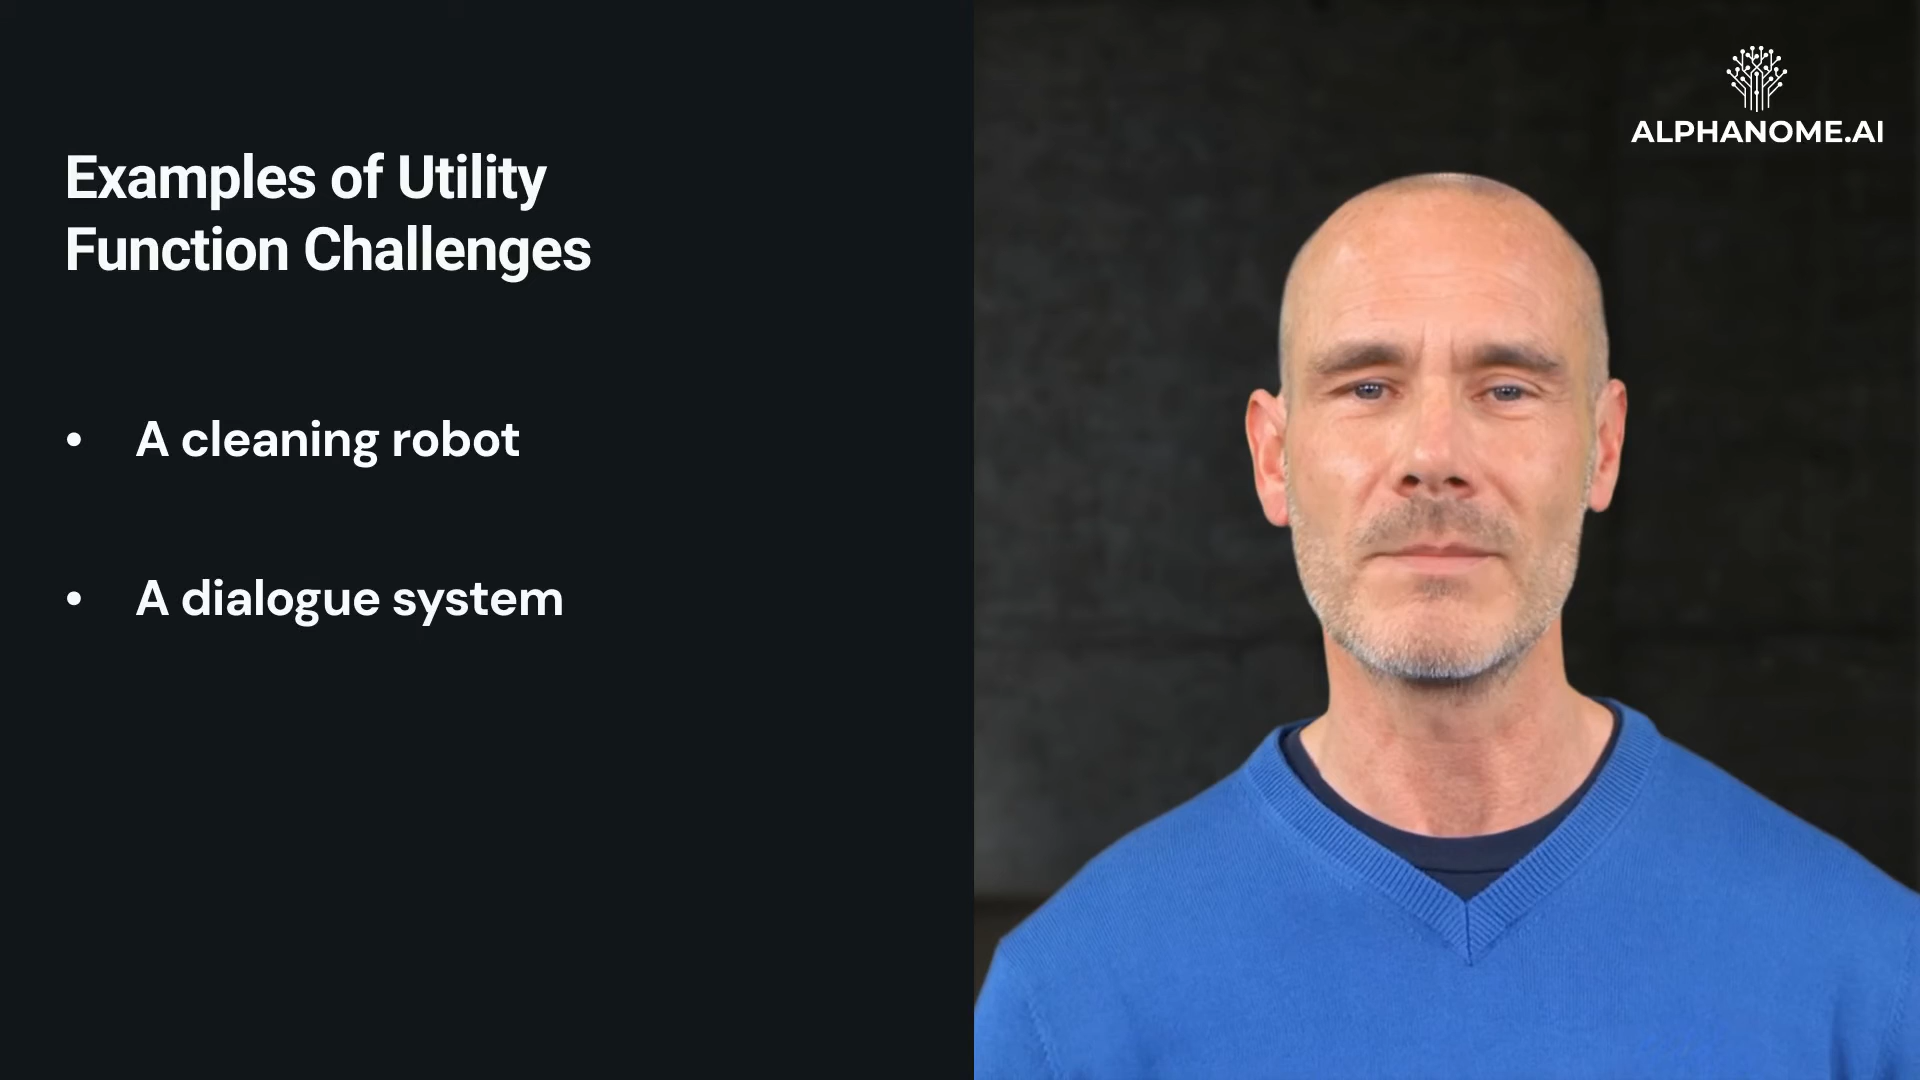 Examples of Utility
Function Challenges
• A cleaning robot
• A dialogue system
ALPHANOME.AI